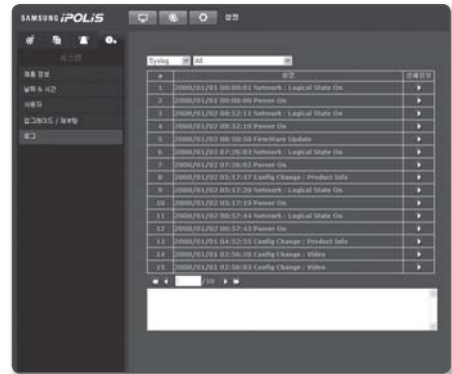 SAMSUNG iPOLiS
설정
시스템
제품 정보
날짜 & 시간
사용자
업그레이드 / 재부팅
로그
Syslog All
# 설명 상세정보
1 2000/01/01 00:00:01 Network : Logical State On
2 2000/01/01 00:00:00 Power On
3 2000/01/02 08:52:11 Network : Logical State On
4 2000/01/02 08:52:10 Power On
5 2000/01/02 08:50:50 FirmWare Update
6 2000/01/02 07:26:03 Network : Logical State On
7 2000/01/02 07:26:02 Power On
8 2000/01/02 05:17:47 Config Change : Product Info
9 2000/01/02 05:17:20 Network : Logical State On
10 2000/01/02 05:17:19 Power On
11 2000/01/02 00:57:44 Network : Logical State On
12 2000/01/02 00:57:43 Power On
13 2000/01/01 04:52:55 Config Change : Product Info
14 2000/01/01 02:56:20 Config Change : Video
15 2000/01/01 02:56:03 Config Change : Video
/10